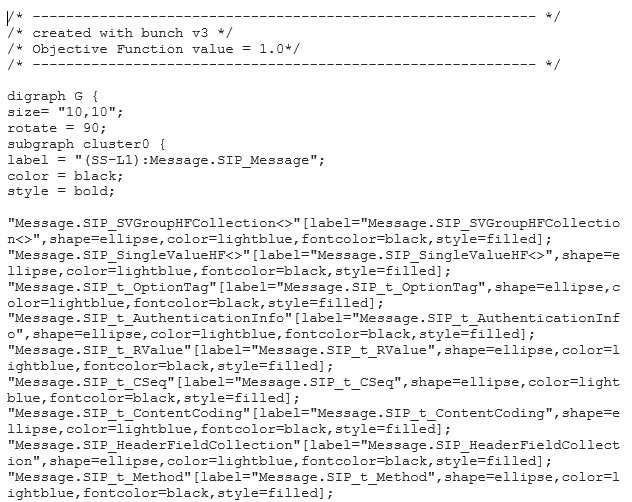 /* ------------------------------------------------------------ */
/* created with bunch v3 */
/* Objective Function value = 1.0*/
/* ------------------------------------------------------------ */

digraph G {
size= "10,10";
rotate = 90;
subgraph cluster0 {
label = "(SS-L1):Message.SIP_Message";
color = black;
style = bold;

"Message.SIP_SVGroupHFCollection<>"[label="Message.SIP_SVGroupHFCollectio
n<>",shape=ellipse,color=lightblue,fontcolor=black,style=filled];
"Message.SIP_SingleValueHF<>"[label="Message.SIP_SingleValueHF<>",shape=e
llipse,color=lightblue,fontcolor=black,style=filled];
"Message.SIP_t_OptionTag"[label="Message.SIP_t_OptionTag",shape=ellipse,c
olor=lightblue,fontcolor=black,style=filled];
"Message.SIP_t_AuthenticationInfo"[label="Message.SIP_t_AuthenticationInf
o",shape=ellipse,color=lightblue,fontcolor=black,style=filled];
"Message.SIP_t_RValue"[label="Message.SIP_t_RValue",shape=ellipse,color=l
ightblue,fontcolor=black,style=filled];
"Message.SIP_t_CSeq"[label="Message.SIP_t_CSeq",shape=ellipse,color=light
blue,fontcolor=black,style=filled];
"Message.SIP_t_ContentCoding"[label="Message.SIP_t_ContentCoding",shape=e
llipse,color=lightblue,fontcolor=black,style=filled];
"Message.SIP_HeaderFieldCollection"[label="Message.SIP_HeaderFieldCollect
ion",shape=ellipse,color=lightblue,fontcolor=black,style=filled];
"Message.SIP_t_Method"[label="Message.SIP_t_Method",shape=ellipse,color=l
ightblue,fontcolor=black,style=filled];